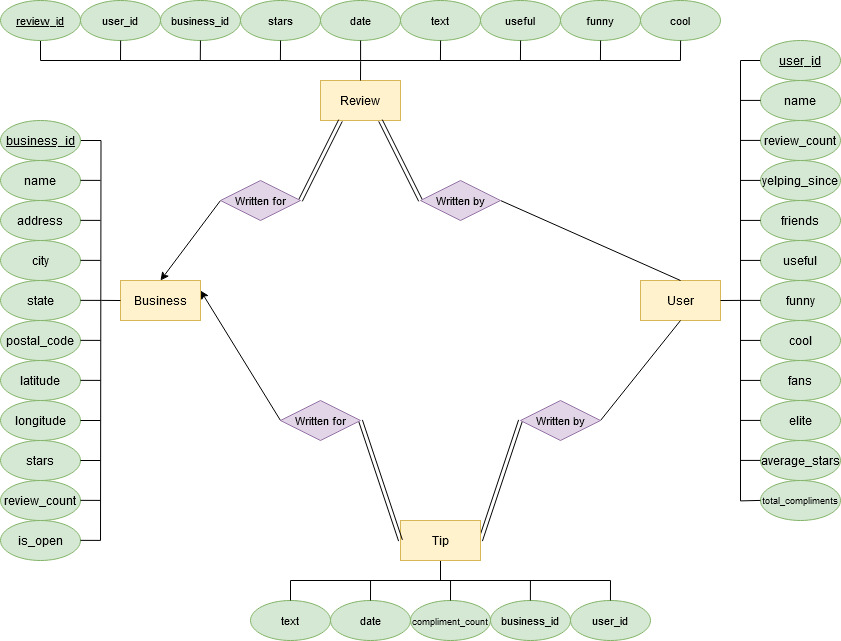 review_id
user_id
business_id
stars
date
text
useful
funny
cool
Review
Written for
Written by
business_id
name
address
city
state
postal_code
latitude
longitude
stars
review_count
is_open
Business
User
user_id
name
review_count
yelping_since
friends
useful
funny
cool
fans
elite
average_stars
total_compliments
Written for
Written by
Tip
text
date
compliment_count
business_id
user_id